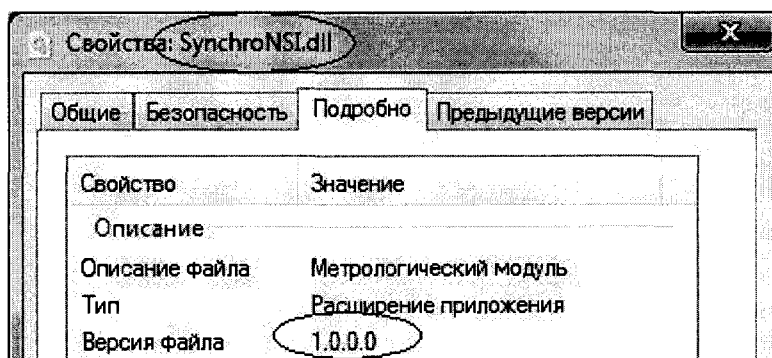 Свойства: SynchroNSI.dll
Общие Безопасность Подробно Предыдущие версии
Свойство Значение
Описание
Описание файла Метрологический модуль
Тип Расширение приложения
Версия файла 1.0.0.0